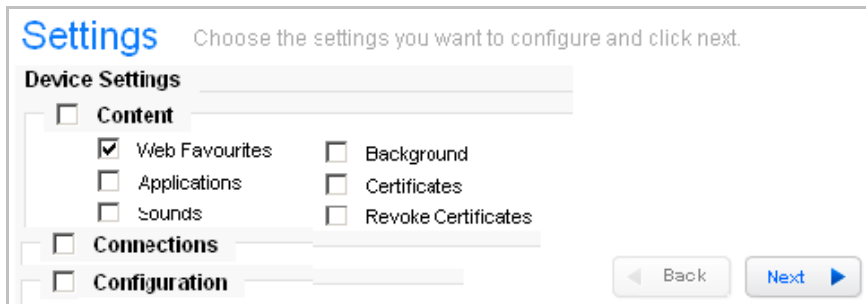 Settings Choose the settings you want to configure and click next.
Device Settings
Content
Web Favourites Background
Applications Certificates
Sounds Revoke Certificates
Connections
Configuration
Back Next